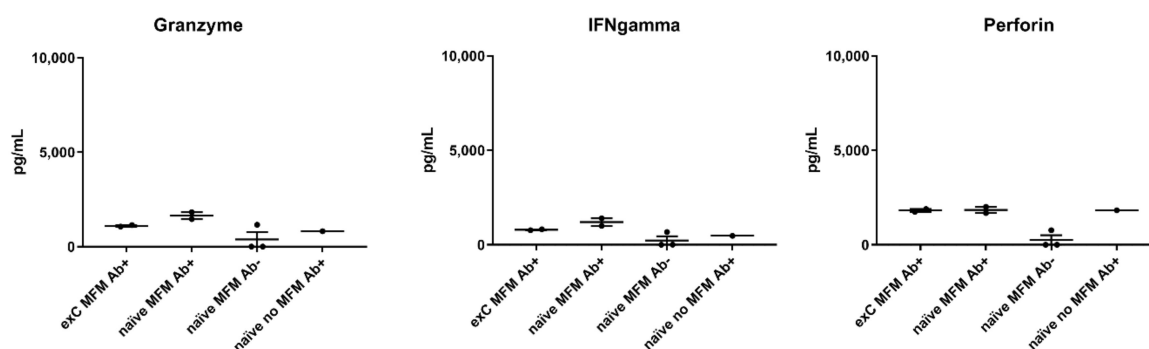 Granzyme
10,000
5,000
0
pg/mL
exC MFM Ab+
naïve MFM Ab+
naïve MFM Ab-
naïve no MFM Ab+
IFNgamma
10,000
5,000
0
pg/mL
exC MFM Ab+
naïve MFM Ab+
naïve MFM Ab-
naïve no MFM Ab+
Perforin
10,000
5,000
0
pg/mL
exC MFM Ab+
naïve MFM Ab+
naïve MFM Ab-
naïve no MFM Ab+